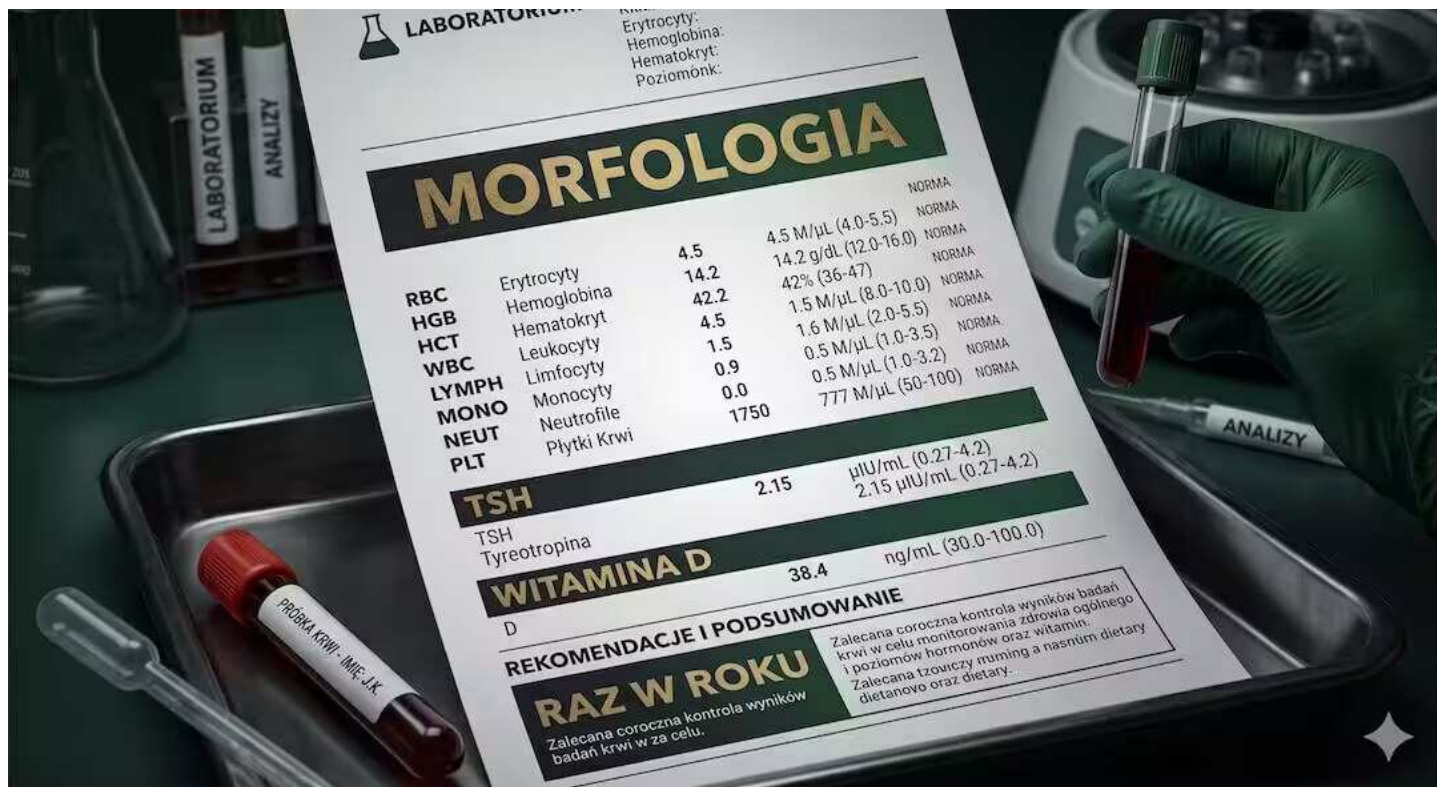 LABORATORIUM
ANALIZY
LABORATORIUM
Erytrocyty:
Hemoglobina:
Hematokryt:
Poziomónk:
MORFOLOGIA
NORMA
RBC Erytrocyty 4.5 4.5 M/µL (4.0-5.5) NORMA
HGB Hemoglobina 14.2 14.2 g/dL (12.0-16.0) NORMA
HCT Hematokryt 42.2 42% (36-47) NORMA
WBC Leukocyty 4.5 1.5 M/µL (8.0-10.0) NORMA
LYMPH Limfocyty 1.5 1.6 M/µL (2.0-5.5) NORMA
MONO Monocyty 0.9 0.5 M/µL (1.0-3.5) NORMA
NEUT Neutrofile 0.0 0.5 M/µL (1.0-3.2) NORMA
PLT Płytki Krwi 1750 777 M/µL (50-100)
TSH
TSH 2.15 µIU/mL (0.27-4.2)
Tyreotropina 2.15 µIU/mL (0.27-4.2)
WITAMINA D
D 38.4 ng/mL (30.0-100.0)
REKOMENDACJE I PODSUMOWANIE
RAZ W ROKU
Zalecana coroczna kontrola wyników
badań krwi w za celu.
Zalecana coroczna kontrola wyników badań
krwi w celu monitorowania zdrowia ogólnego
i poziomów hormonów oraz witamin.
Zalecana tzoviczy muming a nasmum dietary
dietanovo oraz dietary.
PRÓBKA KRWI - IMIĘ: J.K.
ANALIZY